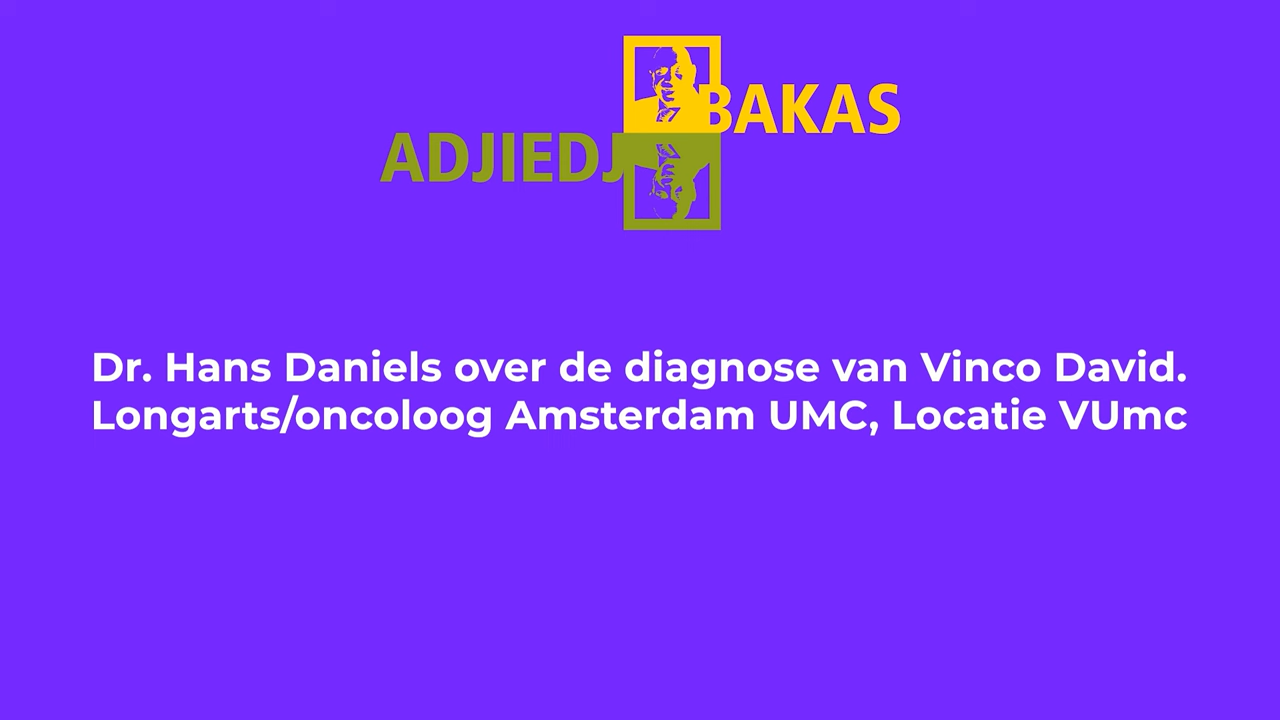 ADJIEDJ BAKAS
Dr. Hans Daniels over de diagnose van Vinco David.
Longarts/oncoloog Amsterdam UMC, Locatie VUmc